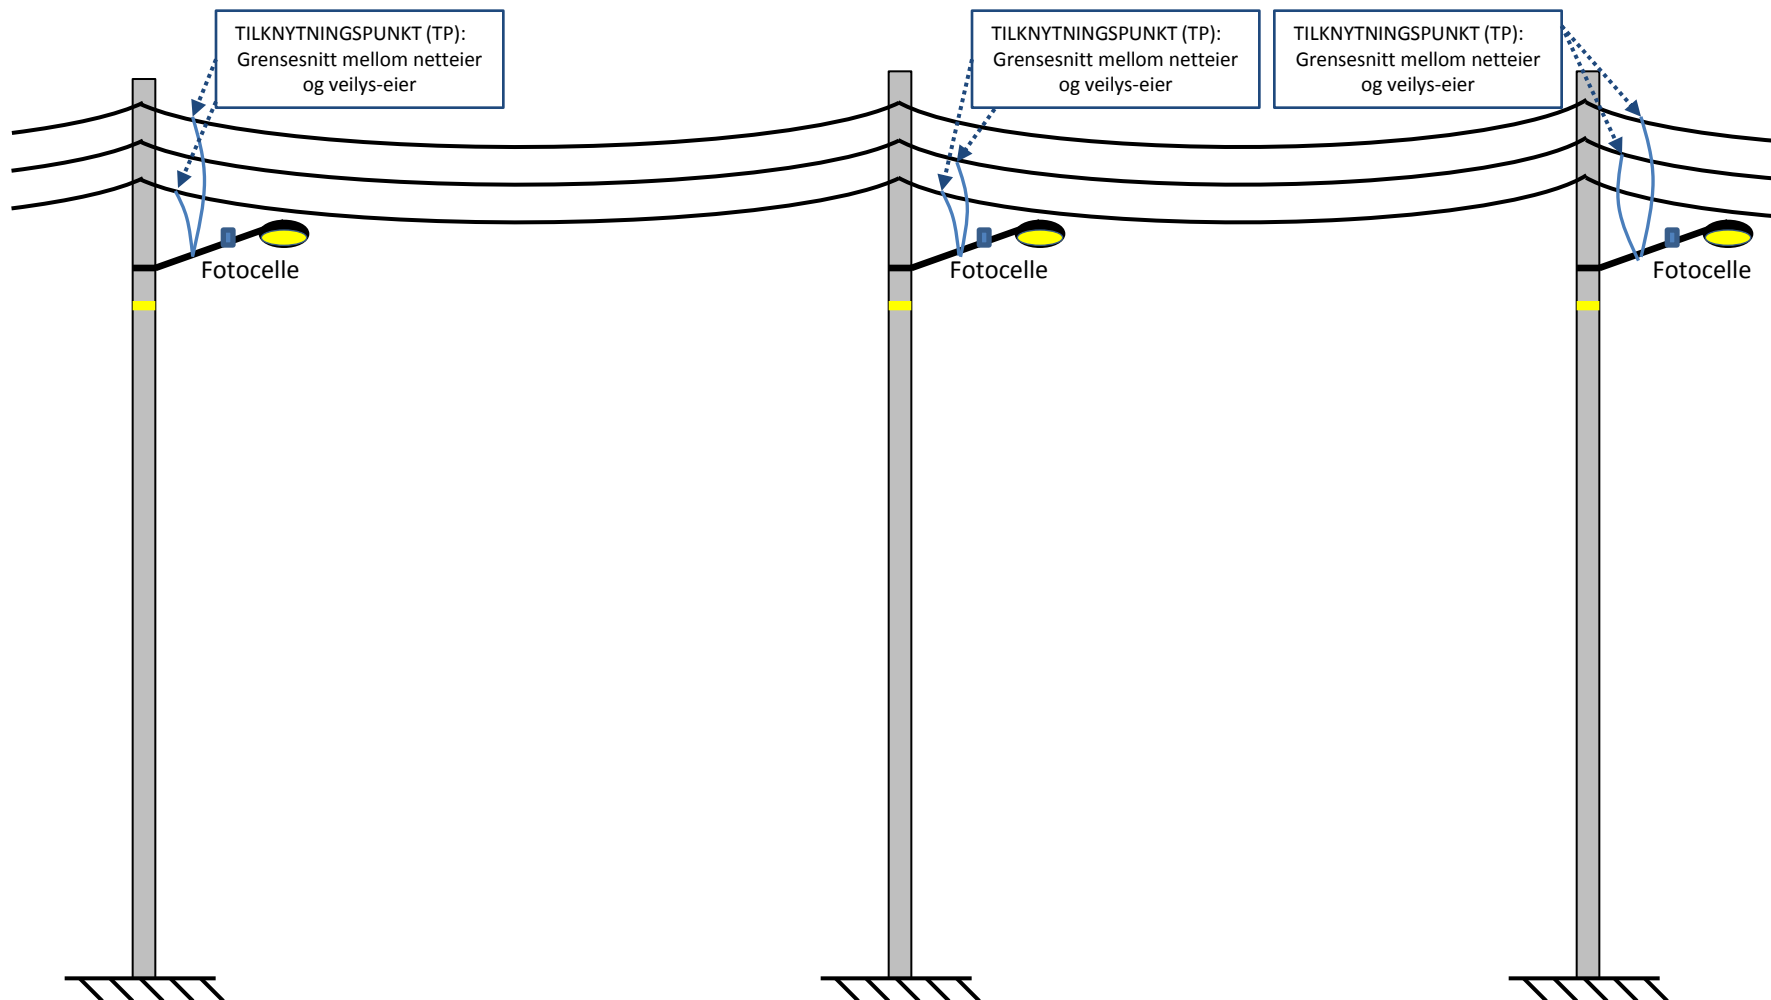 TILKNYTNINGSPUNKT (TP):
Grensesnitt mellom netteier
og veilys-eier
TILKNYTNINGSPUNKT (TP):
Grensesnitt mellom netteier
og veilys-eier
TILKNYTNINGSPUNKT (TP):
Grensesnitt mellom netteier
og veilys-eier
Fotocelle
Fotocelle
Fotocelle